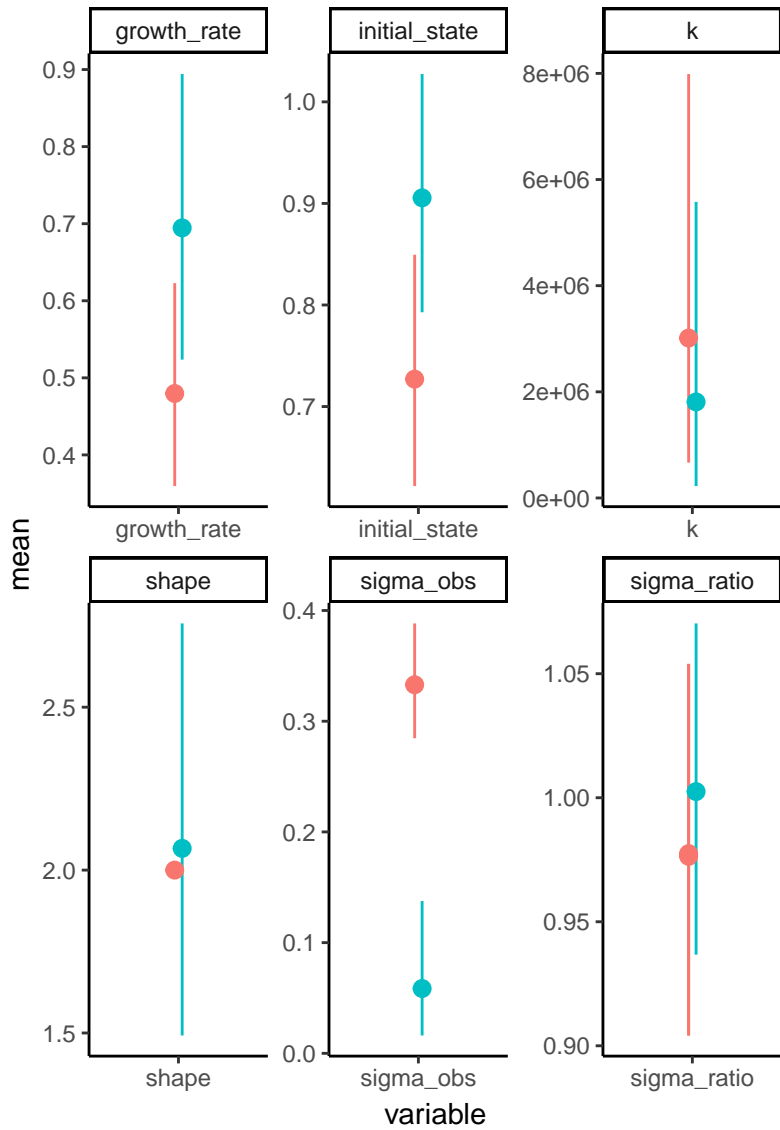 growth_rate initial_state k
0.9
0.8
0.7
0.6
0.5
0.4
1.0
0.9
0.8
0.7
8e+06
6e+06
4e+06
2e+06
0e+00
growth_rate initial_state k
mean
shape sigma_obs sigma_ratio
2.5
2.0
1.5
0.4
0.3
0.2
0.1
0.0
1.05
1.00
0.95
0.90
shape sigma_obs sigma_ratio
variable